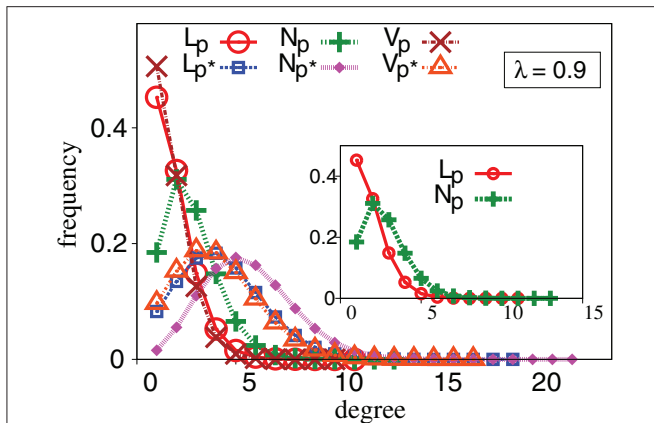 Lp Np Vp
Lp* Np* Vp*
λ = 0.9
frequency
0.4
0.2
0
0 5 10 15 20
degree
Lp
Np
0.4
0.2
0
0 5 10 15